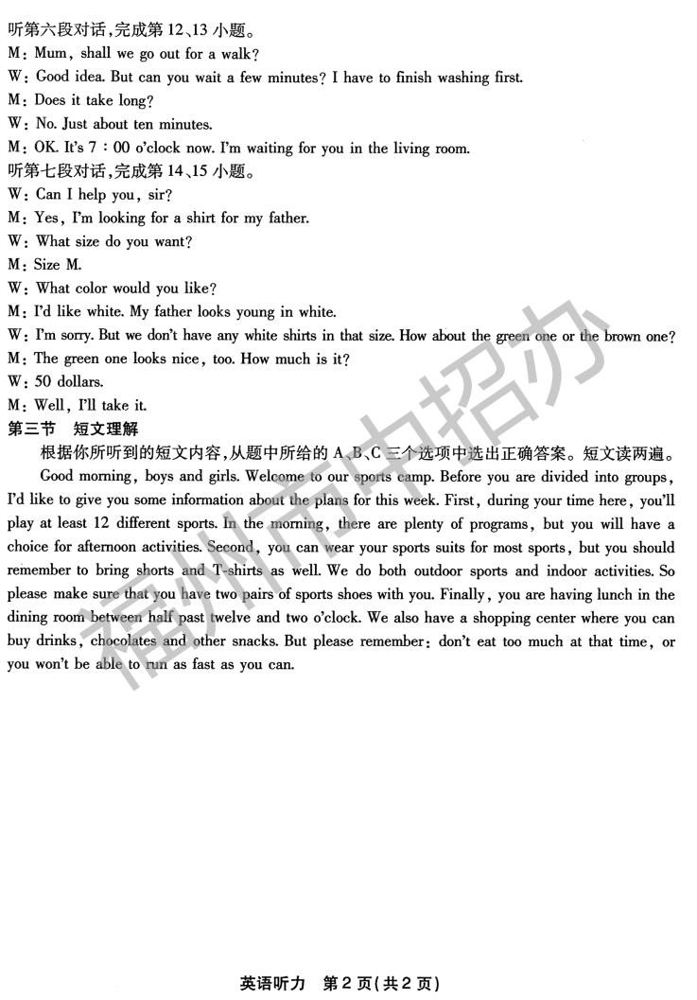 听第六段对话,完成第 12、13 小题。
M: Mum, shall we go out for a walk?
W: Good idea. But can you wait a few minutes? I have to finish washing first.
M: Does it take long?
W: No. Just about ten minutes.
M: OK. It's 7:00 o'clock now. I'm waiting for you in the living room.
听第七段对话,完成第 14、15 小题。
W: Can I help you, sir?
M: Yes, I'm looking for a shirt for my father.
W: What size do you want?
M: Size M.
W: What color would you like?
M: I'd like white. My father looks young in white.
W: I'm sorry. But we don't have any white shirts in that size. How about the green one or the brown one?
M: The green one looks nice, too. How much is it?
W: 50 dollars.
M: Well, I'll take it.
第三节 短文理解
根据你所听到的短文内容,从题中所给的 A、B、C 三个选项中选出正确答案。短文读两遍。
Good morning, boys and girls. Welcome to our sports camp. Before you are divided into groups,
I'd like to give you some information about the plans for this week. First, during your time here, you'll
play at least 12 different sports. In the morning, there are plenty of programs, but you will have a
choice for afternoon activities. Second, you can wear your sports suits for most sports, but you should
remember to bring shorts and T-shirts as well. We do both outdoor sports and indoor activities. So
please make sure that you have two pairs of sports shoes with you. Finally, you are having lunch in the
dining room between half past twelve and two o'clock. We also have a shopping center where you can
buy drinks, chocolates and other snacks. But please remember: don't eat too much at that time, or
you won't be able to run as fast as you can.
福州市中招办
英语听力 第 2 页(共 2 页)